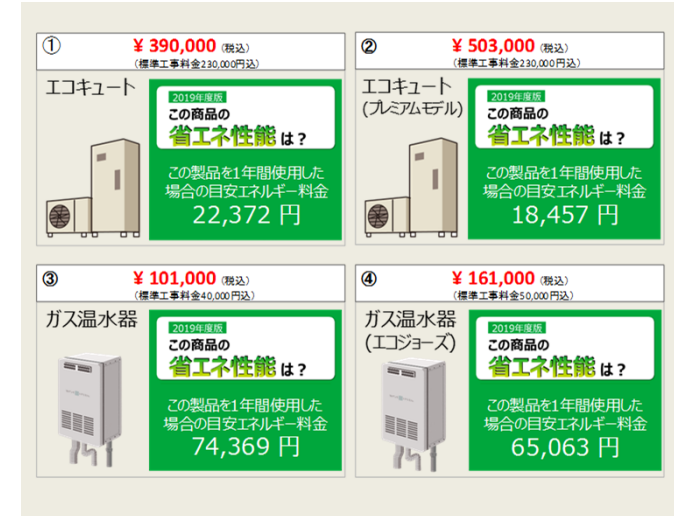 ① ¥ 390,000 (税込)
(標準工事料金230,000円込)
エコキュート
2019年度版
この商品の
省エネ性能は？
この製品を1年間使用した
場合の目安エネルギー料金
22,372 円
② ¥ 503,000 (税込)
(標準工事料金230,000円込)
エコキュート
(プレミアムモデル)
2019年度版
この商品の
省エネ性能は？
この製品を1年間使用した
場合の目安エネルギー料金
18,457 円
③ ¥ 101,000 (税込)
(標準工事料金40,000円込)
ガス温水器
2019年度版
この商品の
省エネ性能は？
この製品を1年間使用した
場合の目安エネルギー料金
74,369 円
④ ¥ 161,000 (税込)
(標準工事料金50,000円込)
ガス温水器
(エコジョーズ)
2019年度版
この商品の
省エネ性能は？
この製品を1年間使用した
場合の目安エネルギー料金
65,063 円